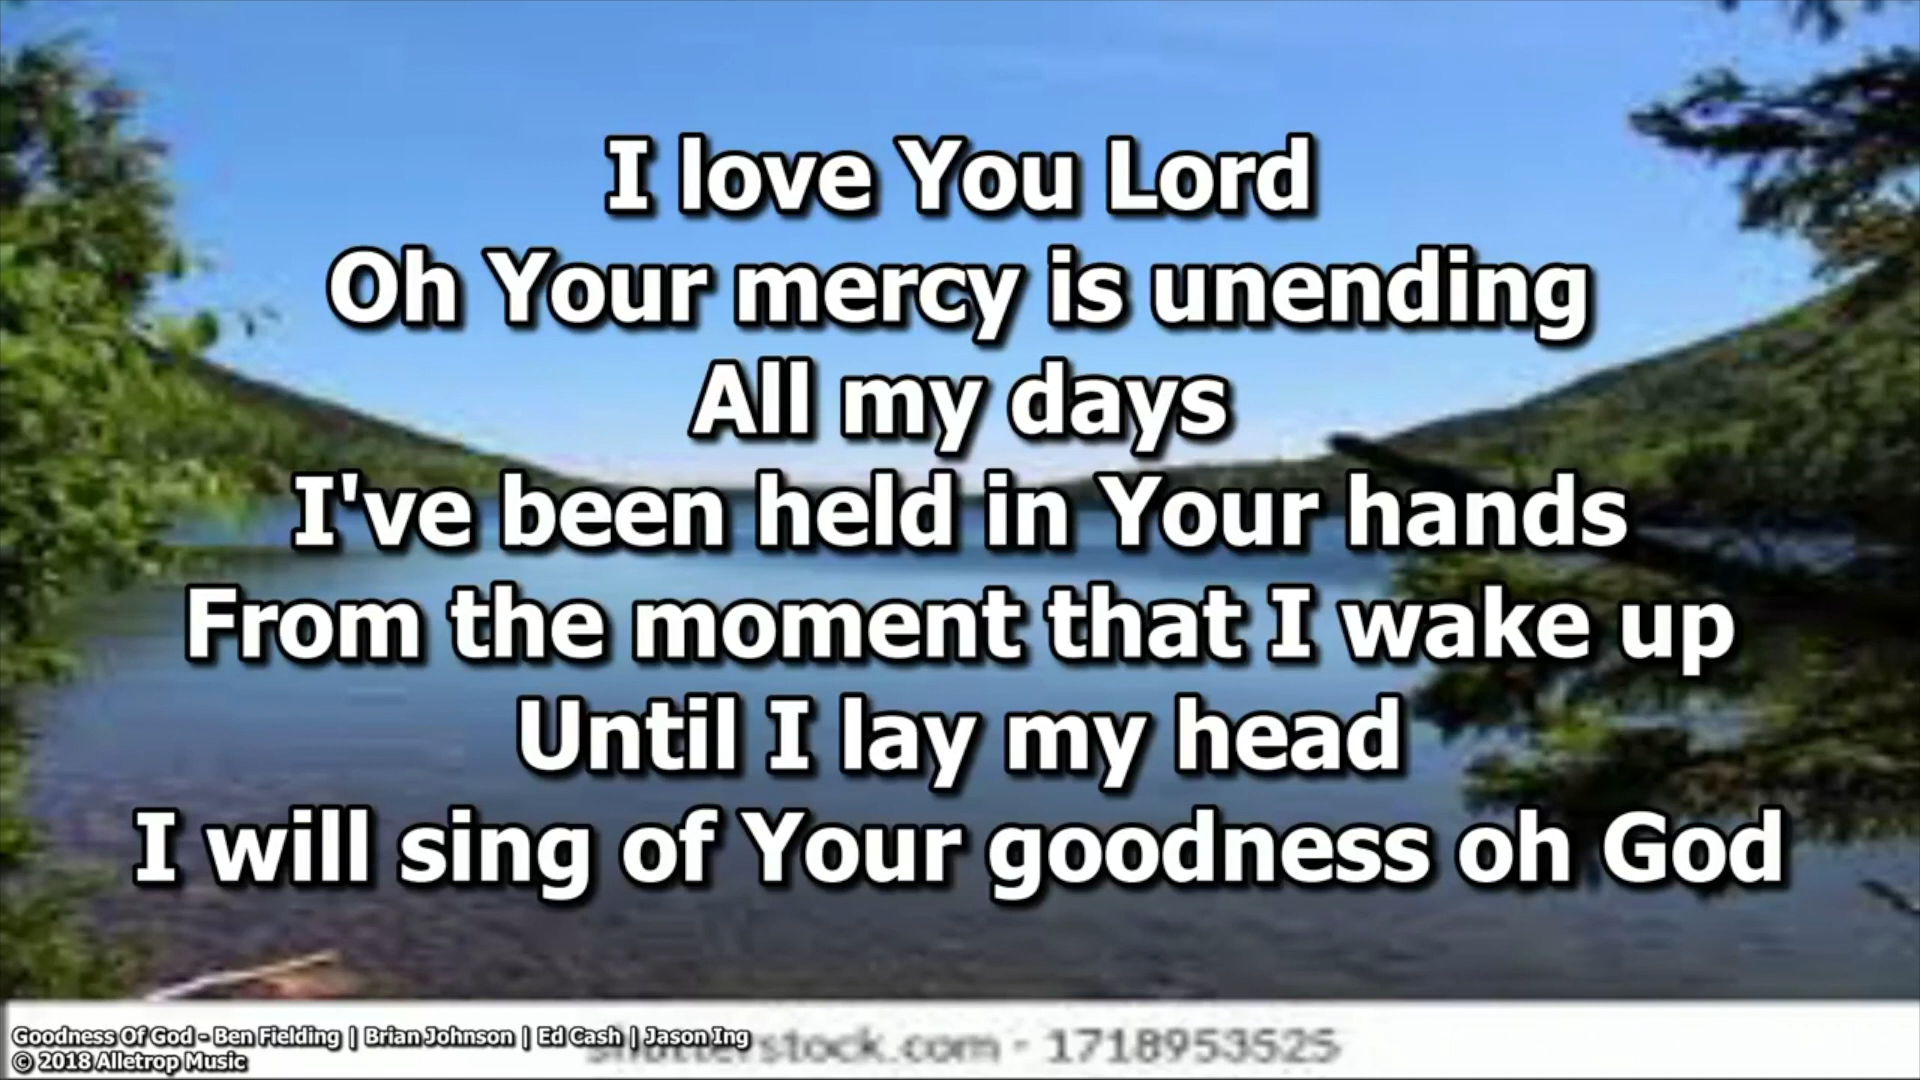 I love You Lord
Oh Your mercy is unending
All my days
I've been held in Your hands
From the moment that I wake up
Until I lay my head
I will sing of Your goodness oh God
Goodness Of God - Ben Fielding | Brian Johnson | Ed Cash | Jason Ing
© 2018 Alletrop Music
shutterstock.com · 1718953525